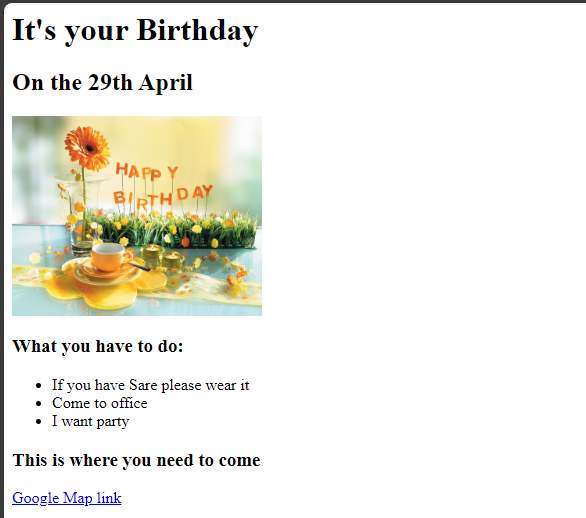 It's your Birthday
On the 29th April
HAPPY
BIRTHDAY
What you have to do:
If you have Sare please wear it
Come to office
I want party
This is where you need to come
Google Map link